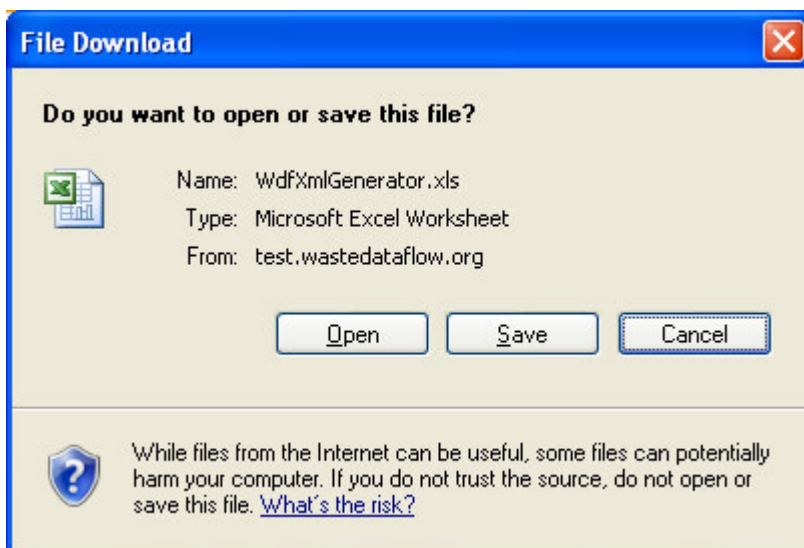 File Download
Do you want to open or save this file?
Name: WdfXmlGenerator.xls
Type: Microsoft Excel Worksheet
From: test.wastedataflow.org
Open Save Cancel
While files from the Internet can be useful, some files can potentially
harm your computer. If you do not trust the source, do not open or
save this file. What's the risk?